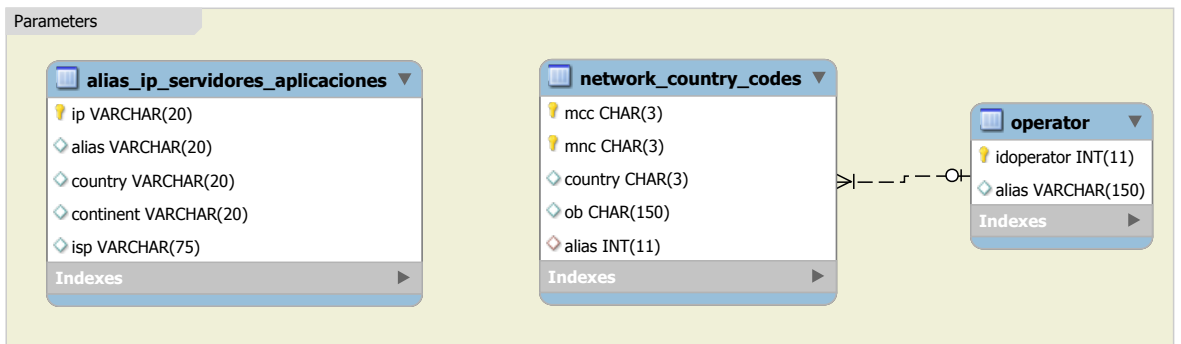 Parameters
alias_ip_servidores_aplicaciones
ip VARCHAR(20)
alias VARCHAR(20)
country VARCHAR(20)
continent VARCHAR(20)
isp VARCHAR(75)
Indexes
network_country_codes
mcc CHAR(3)
mnc CHAR(3)
country CHAR(3)
ob CHAR(150)
alias INT(11)
Indexes
operator
idoperator INT(11)
alias VARCHAR(150)
Indexes